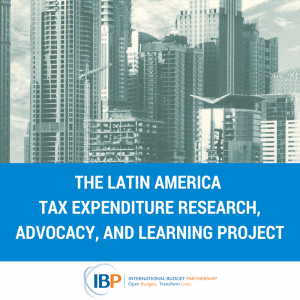 THE LATIN AMERICA
TAX EXPENDITURE RESEARCH,
ADVOCACY, AND LEARNING PROJECT
IBP
INTERNATIONAL BUDGET PARTNERSHIP
Open Budgets. Transform Lives.